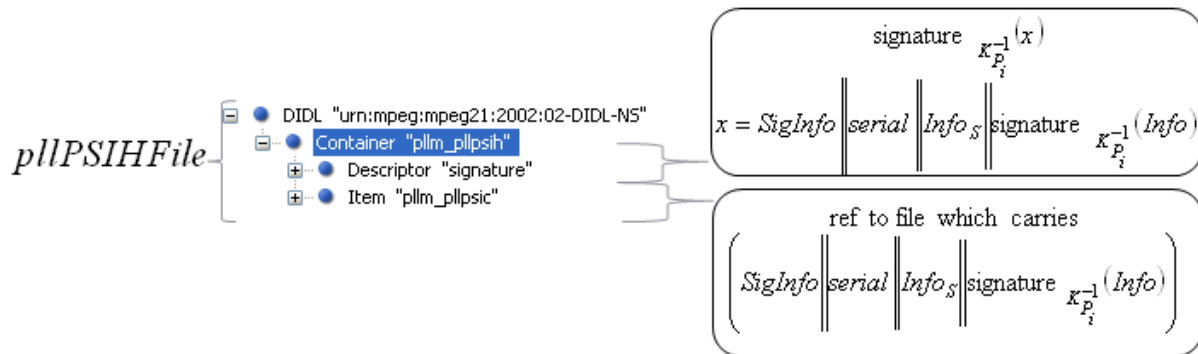 pllPSIHFile
DIDL "urn:mpeg:mpeg21:2002:02-DIDL-NS"
Container "pllm_pllpsih"
Descriptor "signature"
Item "pllm_pllpsic"
signature K_{P_i}^{-1}(x)
x = SigInfo‖serial‖Info_S‖signature K_{P_i}^{-1}(Info)
ref to file which carries
(SigInfo‖serial‖Info_S‖signature K_{P_i}^{-1}(Info))